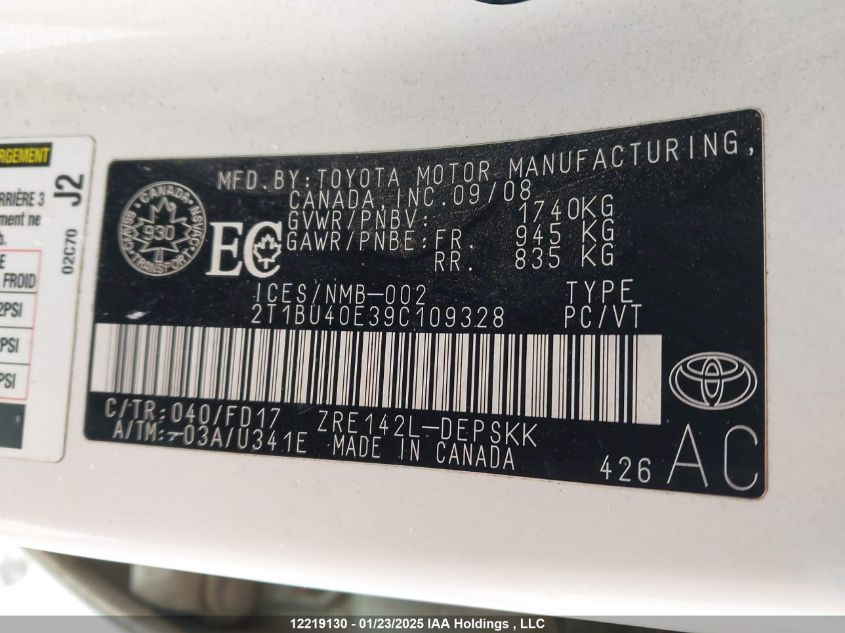 RGEMENT
J2
RRIÈRE 3
ment ne
b.
02C70
E
FROID
2PSI
PSI
PSI
MFD.BY:TOYOTA MOTOR MANUFACTURING,
CANADA, INC. 09/08
GVWR/PNBV: 1740KG
GAWR/PNBE:FR. 945 KG
RR. 835 KG
CANADA
930
TRANSPORT
EC
ICES/NMB-002 TYPE
2T1BU40E39C109328 PC/VT
C/TR:040/FD17 ZRE142L-DEPSKK
A/TM:-03A/U341E MADE IN CANADA
426 AC
12219130 - 01/23/2025 IAA Holdings , LLC